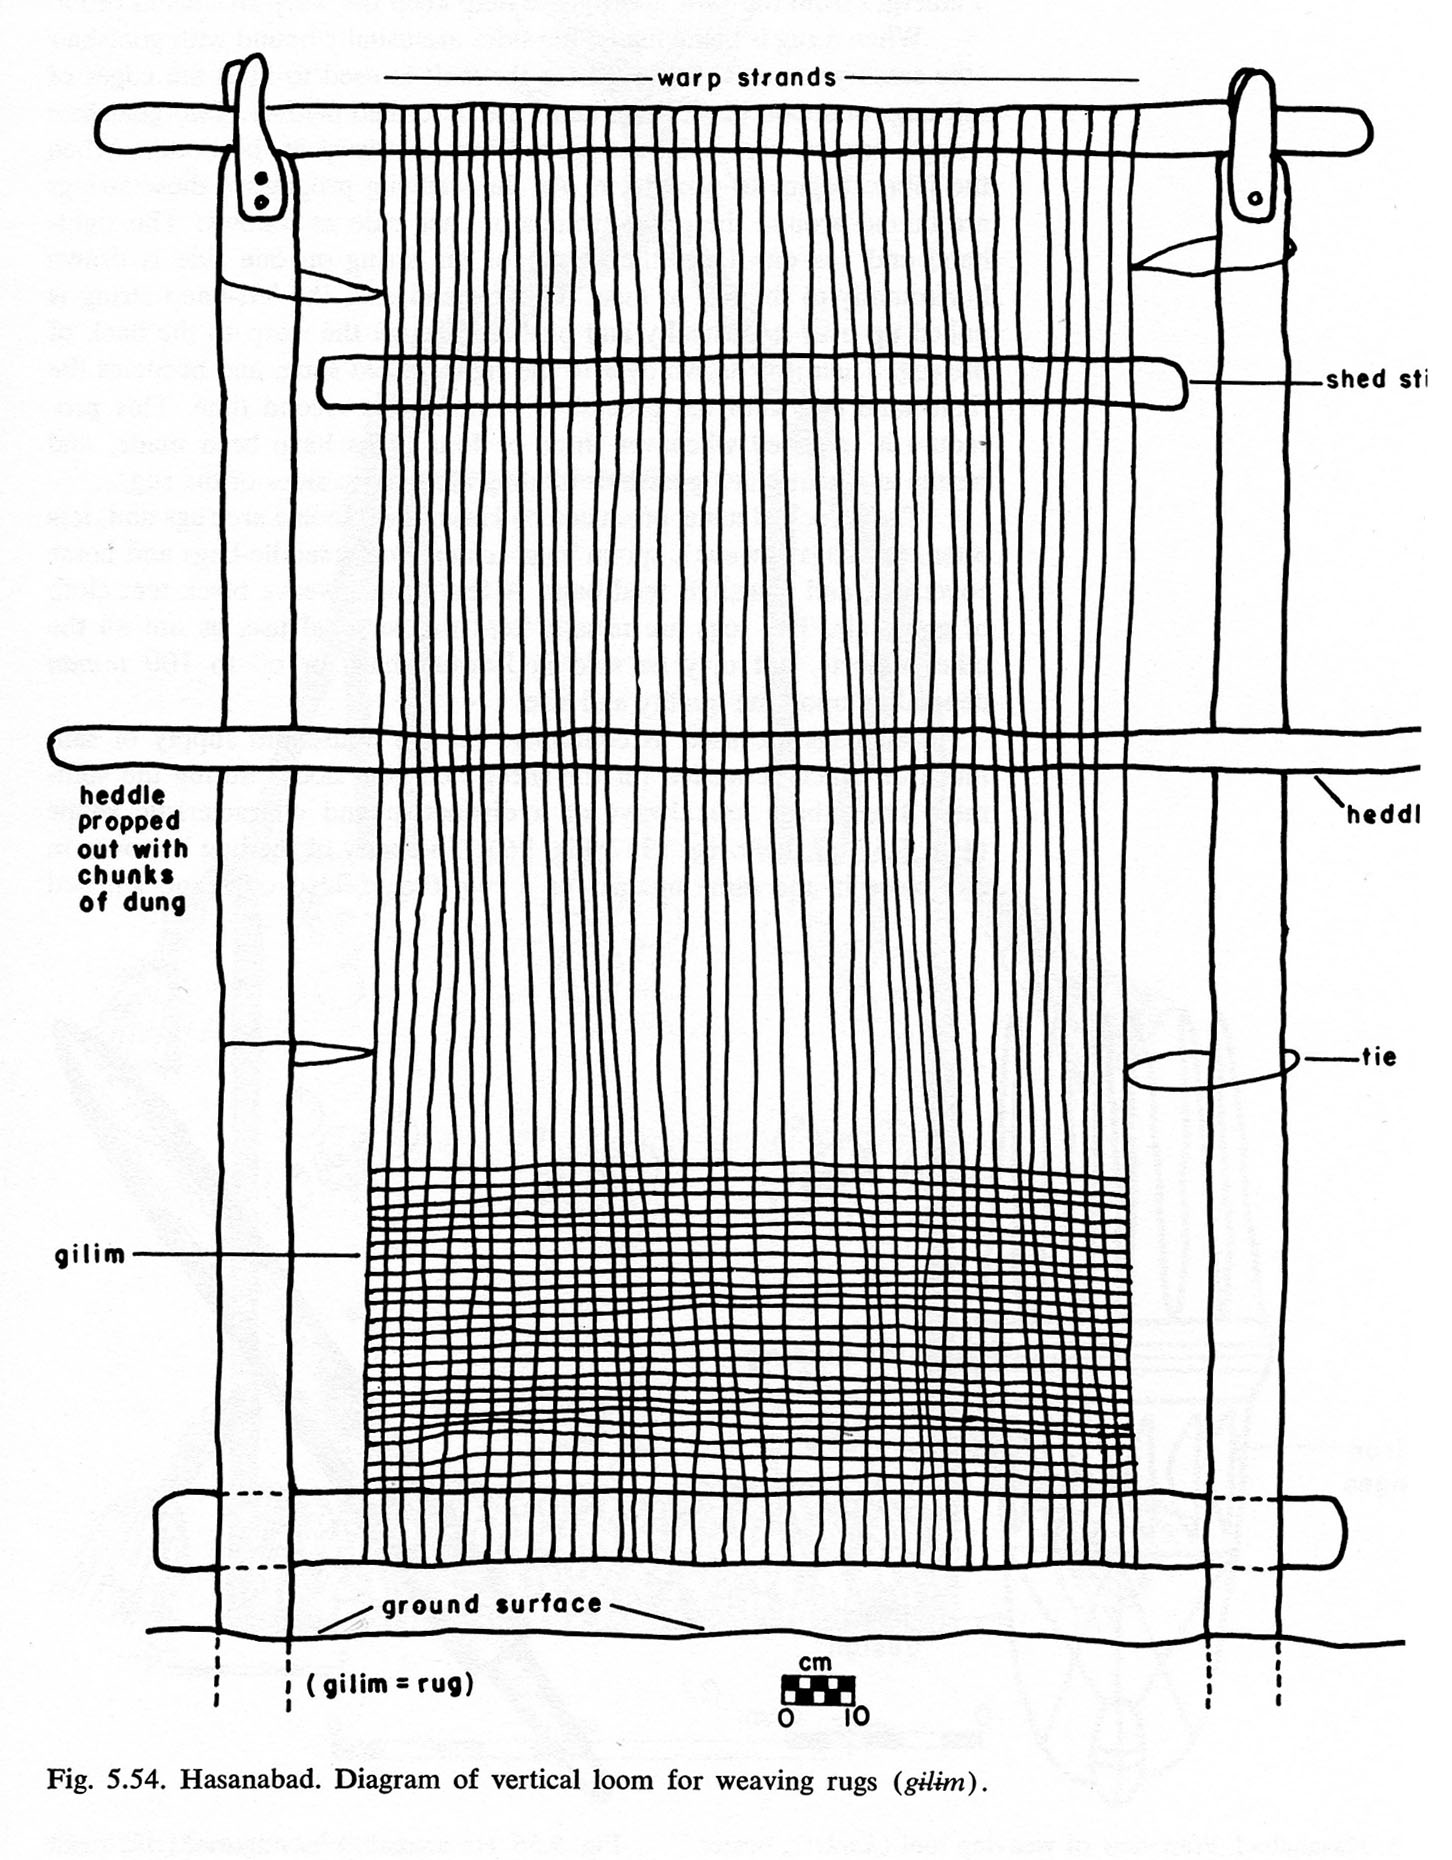 warp strands
shed sti
heddle
propped
out with
chunks
of dung
heddl
tie
gilim
ground surface
(gilim = rug)
cm
0 10
Fig. 5.54. Hasanabad. Diagram of vertical loom for weaving rugs (gɨlɨm).